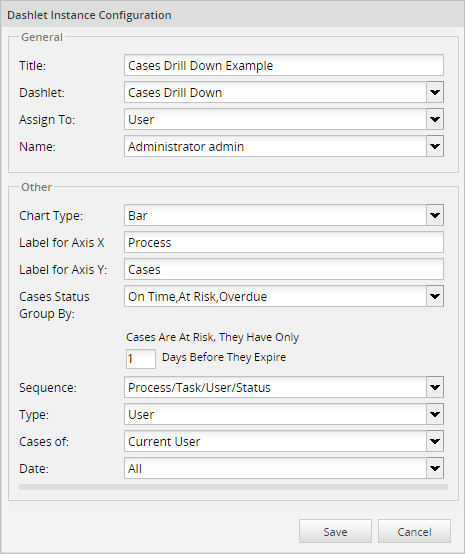 Dashlet Instance Configuration
General
Title: Cases Drill Down Example
Dashlet: Cases Drill Down
Assign To: User
Name: Administrator admin
Other
Chart Type: Bar
Label for Axis X Process
Label for Axis Y: Cases
Cases Status Group By: On Time,At Risk,Overdue
Cases Are At Risk, They Have Only
1 Days Before They Expire
Sequence: Process/Task/User/Status
Type: User
Cases of: Current User
Date: All
Save Cancel